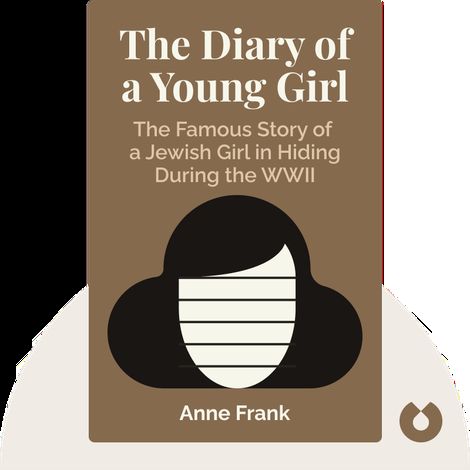 The Diary of
a Young Girl
The Famous Story of
a Jewish Girl in Hiding
During the WWII
Anne Frank